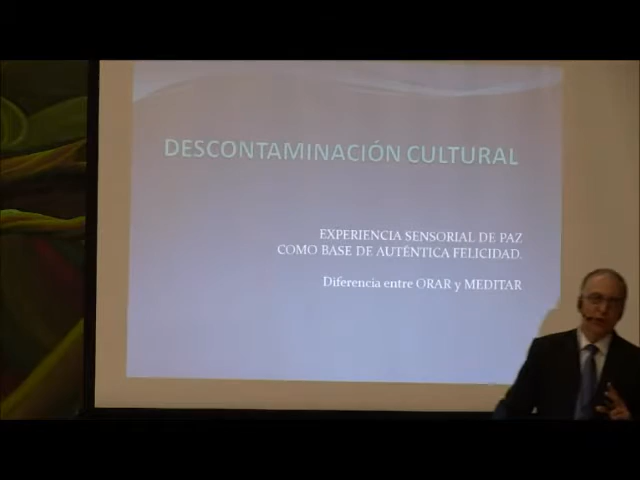 DESCONTAMINACIÓN CULTURAL
EXPERIENCIA SENSORIAL DE PAZ
COMO BASE DE AUTÉNTICA FELICIDAD.
Diferencia entre ORAR y MEDITAR